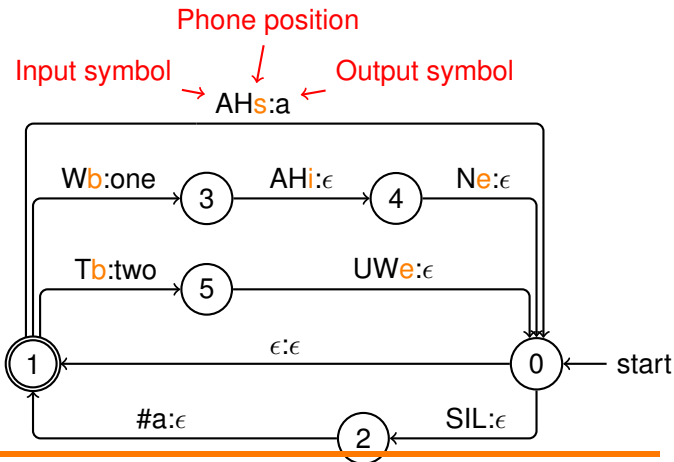 Phone position
Input symbol Output symbol
AHs:a
Wb:one 3 AHi:ϵ 4 Ne:ϵ
Tb:two 5 UWe:ϵ
1 ϵ:ϵ 0 start
#a:ϵ 2 SIL:ϵ